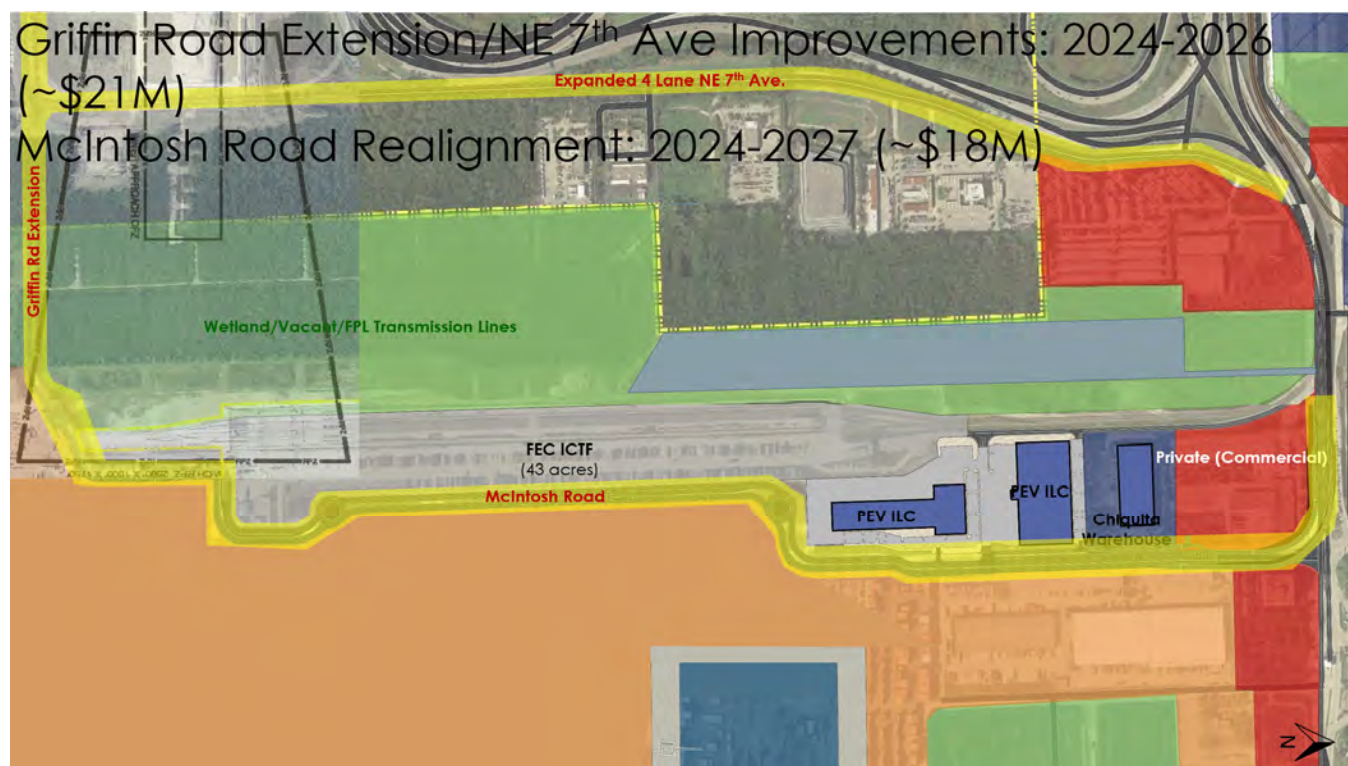 Griffin Road Extension/NE 7th Ave Improvements: 2024-2026
(~$21M)
Expanded 4 Lane NE 7th Ave.
McIntosh Road Realignment: 2024-2027 (~$18M)
Griffin Rd Extension
Wetland/Vacant/FPL Transmission Lines
FEC ICTF
(43 acres)
McIntosh Road
PEV ILC
PEV ILC
Private (Commercial)
Chiquita
Warehouse
N